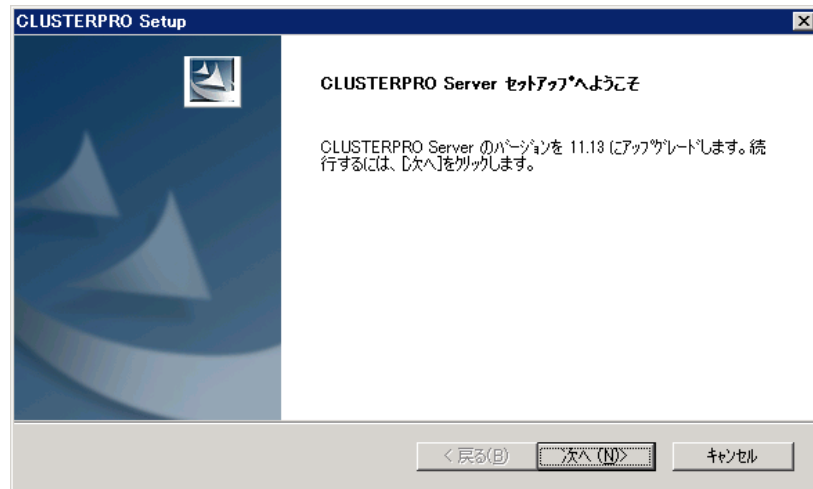 CLUSTERPRO Setup
CLUSTERPRO Server セットアップへようこそ
CLUSTERPRO Server のバージョンを 11.13 にアップグレードします。続
行するには、[次へ]をクリックします。
< 戻る(B)
次へ (N)>
キャンセル